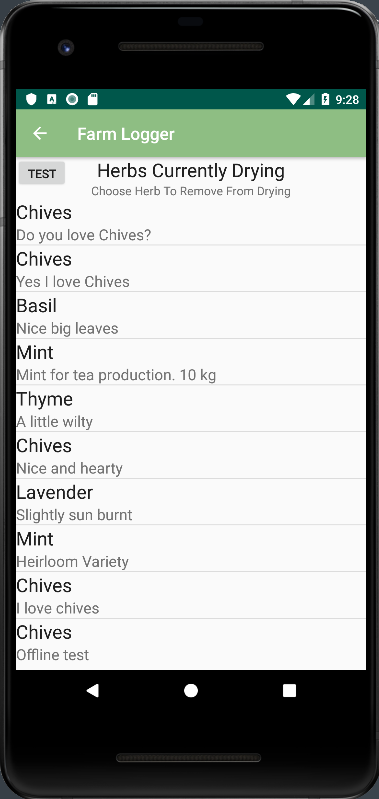 9:28
Farm Logger
TEST
Herbs Currently Drying
Choose Herb To Remove From Drying
Chives
Do you love Chives?
Chives
Yes I love Chives
Basil
Nice big leaves
Mint
Mint for tea production. 10 kg
Thyme
A little wilty
Chives
Nice and hearty
Lavender
Slightly sun burnt
Mint
Heirloom Variety
Chives
I love chives
Chives
Offline test